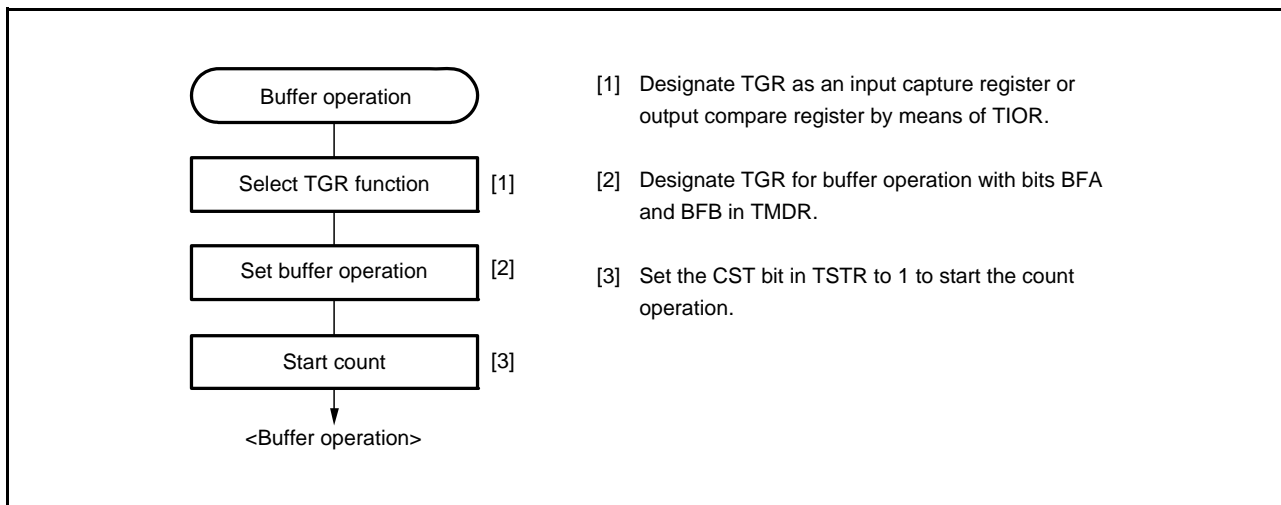 Buffer operation
Select TGR function [1]
Set buffer operation [2]
Start count [3]
<Buffer operation>
[1] Designate TGR as an input capture register or
output compare register by means of TIOR.
[2] Designate TGR for buffer operation with bits BFA
and BFB in TMDR.
[3] Set the CST bit in TSTR to 1 to start the count
operation.